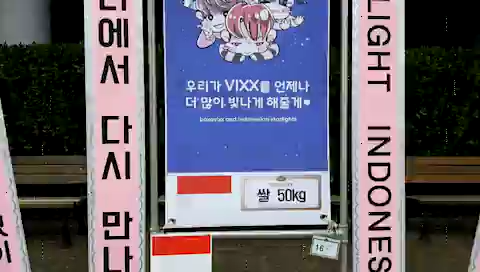 에서 다시 만나
우리가 VIXX를 언제나
더 많이 빛나게 해줄게♥
쌀 50kg
LIGHT INDONES
16